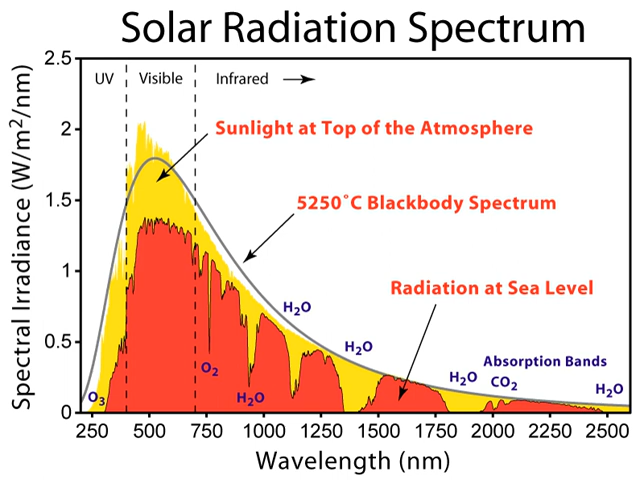 Solar Radiation Spectrum
Spectral Irradiance (W/m²/nm)
2.5
2
1.5
1
0.5
0
UV
Visible
Infrared
Sunlight at Top of the Atmosphere
5250˚C Blackbody Spectrum
Radiation at Sea Level
H₂O
H₂O
Absorption Bands
O₂
H₂O
CO₂
O₃
H₂O
H₂O
250 500 750 1000 1250 1500 1750 2000 2250 2500
Wavelength (nm)